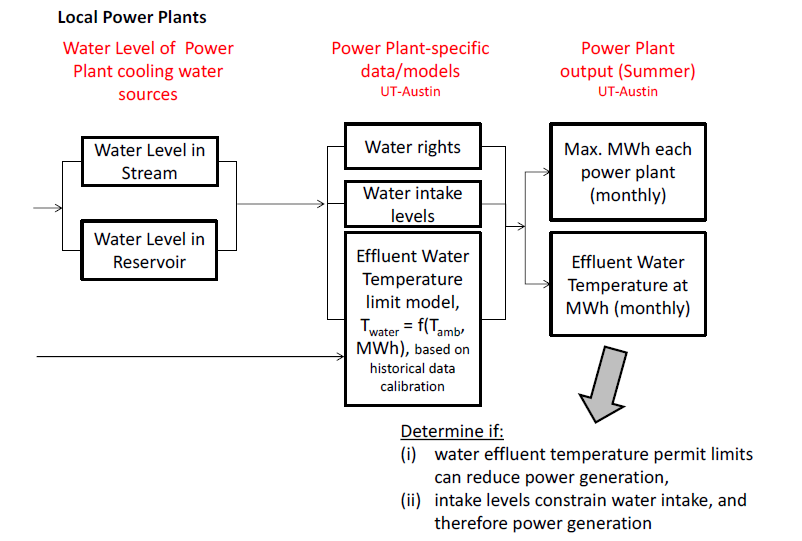 Local Power Plants
Water Level of Power
Plant cooling water
sources
Power Plant-specific
data/models
UT-Austin
Power Plant
output (Summer)
UT-Austin
Water Level in
Stream
Water Level in
Reservoir
Water rights
Water intake
levels
Effluent Water
Temperature
limit model,
Twater = f(Tamb,
MWh), based on
historical data
calibration
Max. MWh each
power plant
(monthly)
Effluent Water
Temperature at
MWh (monthly)
Determine if:
(i) water effluent temperature permit limits
can reduce power generation,
(ii) intake levels constrain water intake, and
therefore power generation